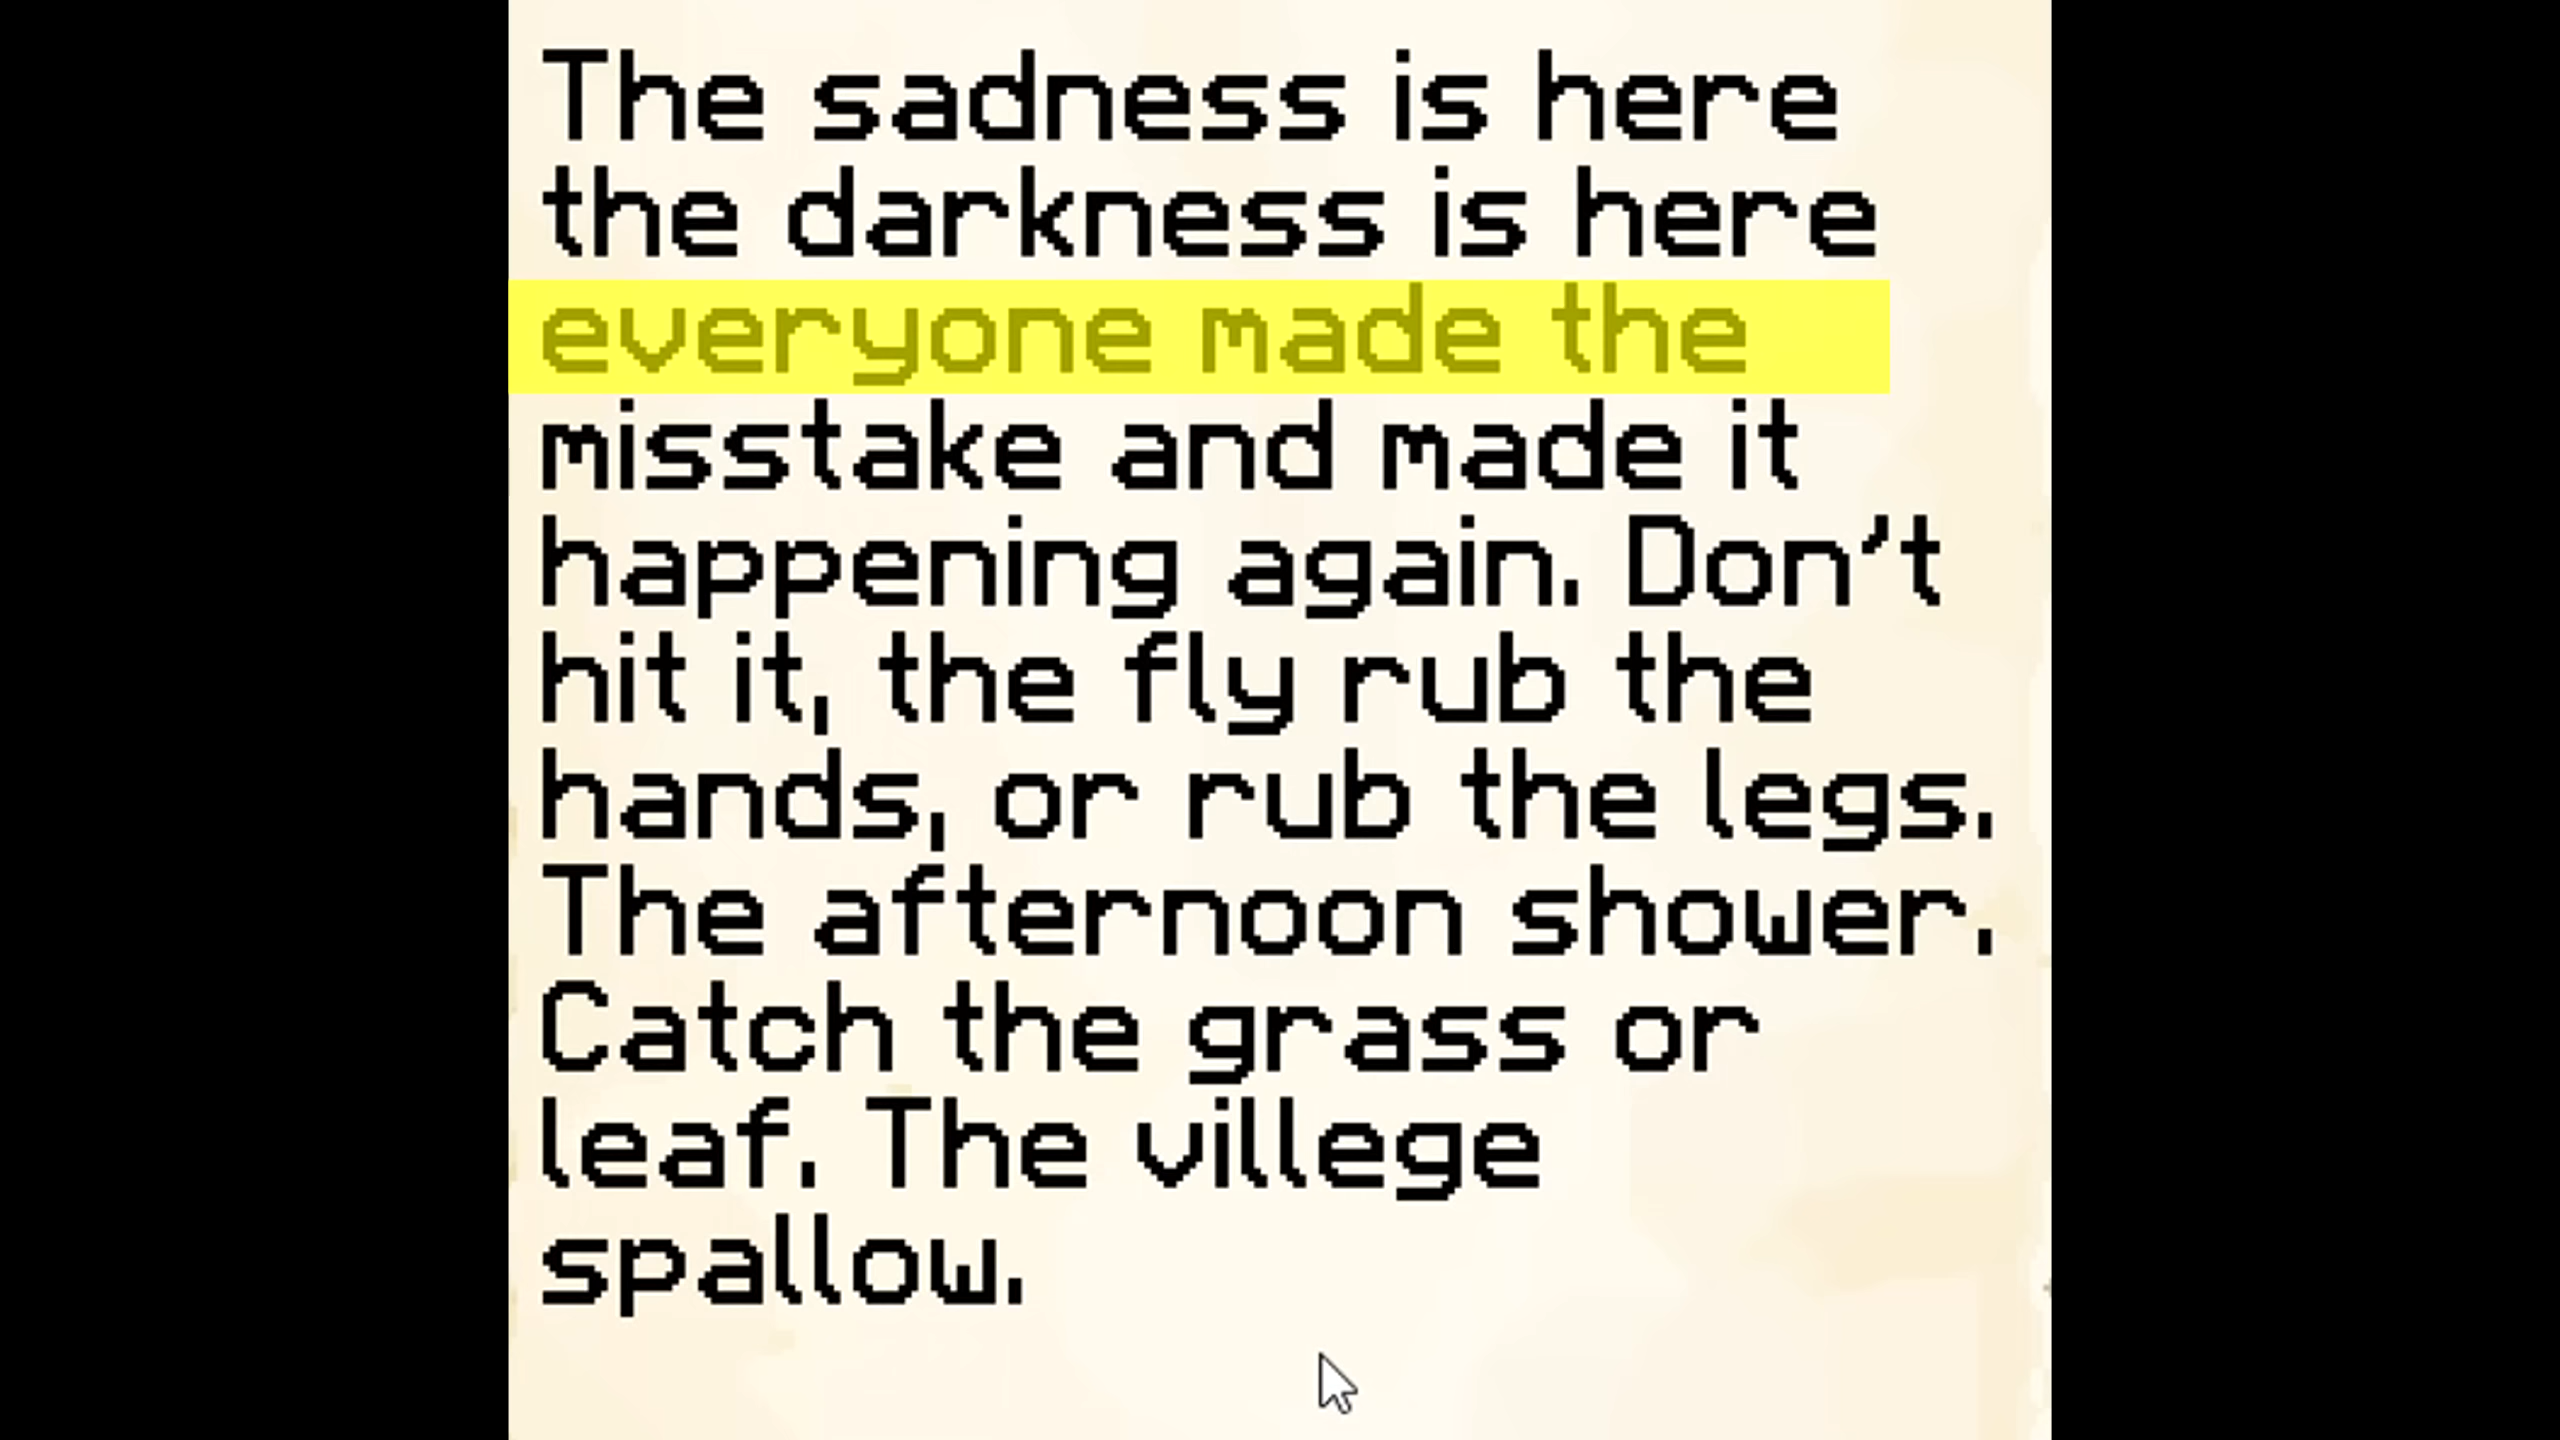 The sadness is here
the darkness is here
everyone made the
misstake and made it
happening again. Don't
hit it, the fly rub the
hands, or rub the legs.
The afternoon shower.
Catch the grass or
leaf. The villege
spallow.